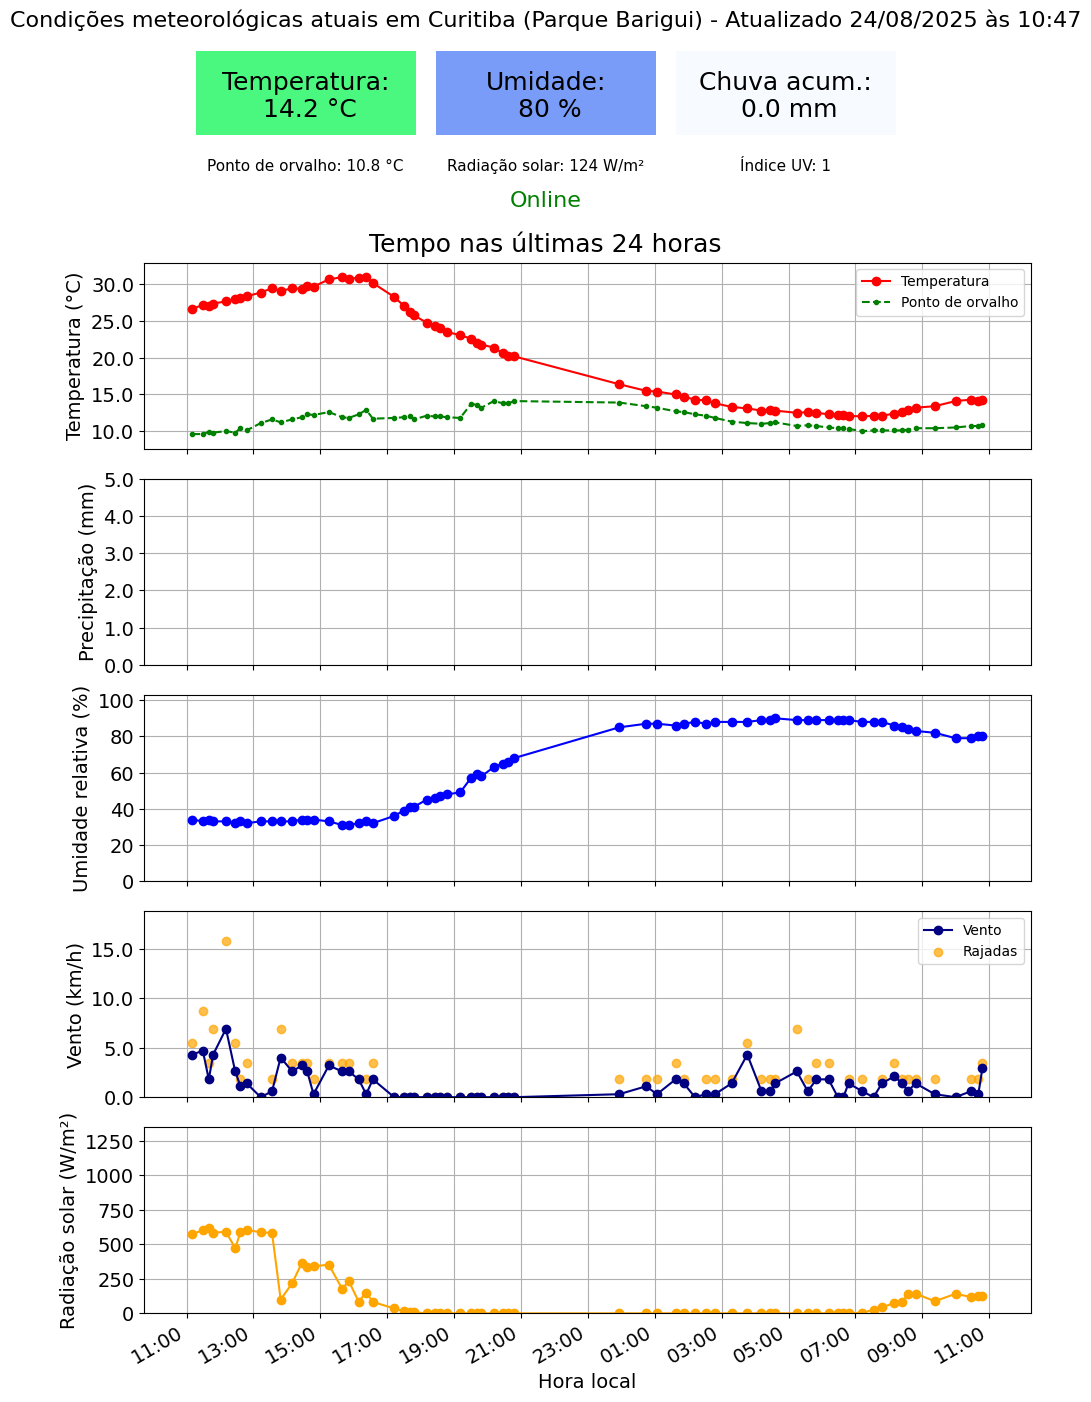 Condições meteorológicas atuais em Curitiba (Parque Barigui) - Atualizado 24/08/2025 às 10:47
Temperatura:
14.2 °C
Umidade:
80 %
Chuva acum.:
0.0 mm
Ponto de orvalho: 10.8 °C
Radiação solar: 124 W/m²
Índice UV: 1
Online
Tempo nas últimas 24 horas
Temperatura (°C)
30.0
25.0
20.0
15.0
10.0
Temperatura
Ponto de orvalho
Precipitação (mm)
5.0
4.0
3.0
2.0
1.0
0.0
Umidade relativa (%)
100
80
60
40
20
0
Vento (km/h)
15.0
10.0
5.0
0.0
Vento
Rajadas
Radiação solar (W/m²)
1250
1000
750
500
250
0
11:00
13:00
15:00
17:00
19:00
21:00
23:00
01:00
03:00
05:00
07:00
09:00
11:00
Hora local